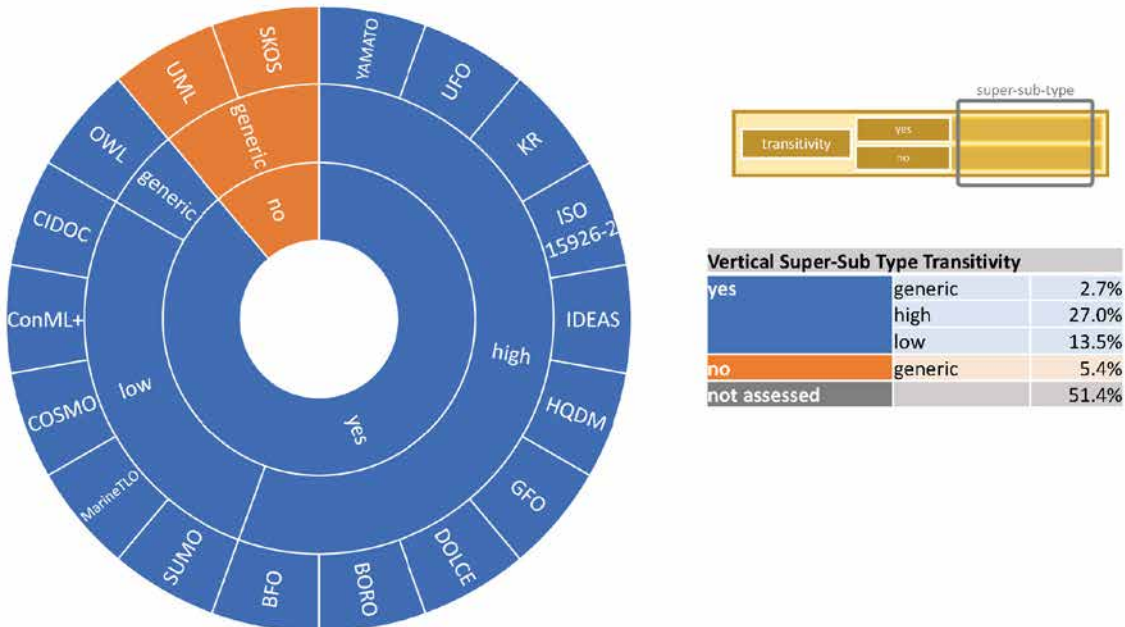 UML
SKOS
YAMATO
UFO
KR
ISO
15926-2
IDEAS
HQDM
GFO
DOLCE
BORO
BFO
SUMO
MarineTLO
COSMO
ConML+
CIDOC
OWL
generic
generic
high
low
no
yes
super-sub-type
transitivity
yes
no
Vertical Super-Sub Type Transitivity
yes generic 2.7%
high 27.0%
low 13.5%
no generic 5.4%
not assessed 51.4%